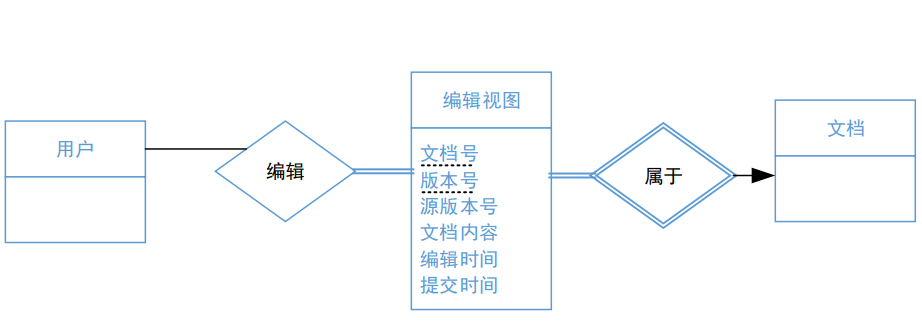 用户
编辑
编辑视图
文档号
版本号
源版本号
文档内容
编辑时间
提交时间
属于
文档